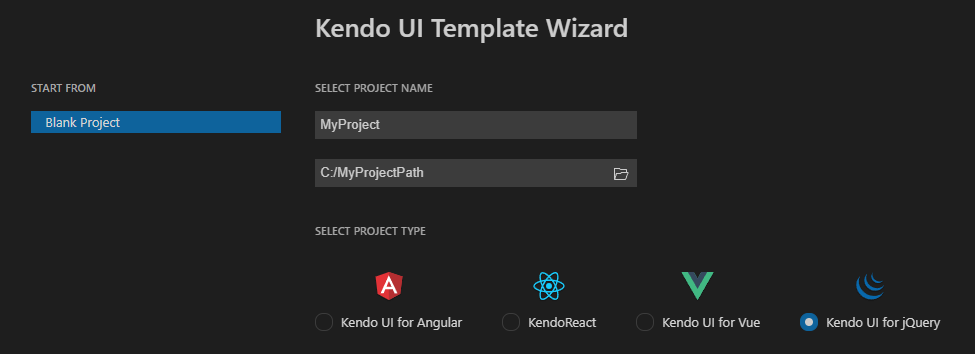 Kendo UI Template Wizard
START FROM
Blank Project
SELECT PROJECT NAME
MyProject
C:/MyProjectPath
SELECT PROJECT TYPE
Kendo UI for Angular
KendoReact
Kendo UI for Vue
Kendo UI for jQuery